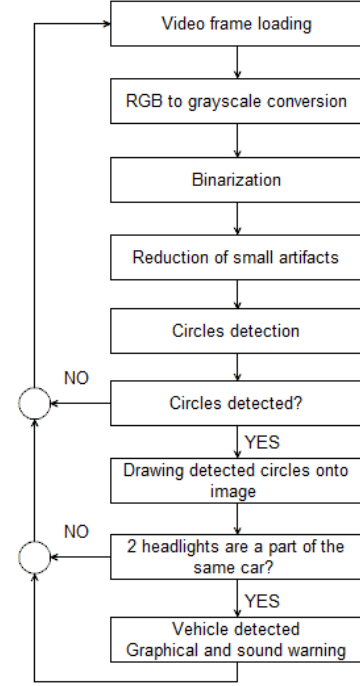 Video frame loading
RGB to grayscale conversion
Binarization
Reduction of small artifacts
Circles detection
NO
Circles detected?
YES
Drawing detected circles onto
image
NO
2 headlights are a part of the
same car?
YES
Vehicle detected
Graphical and sound warning